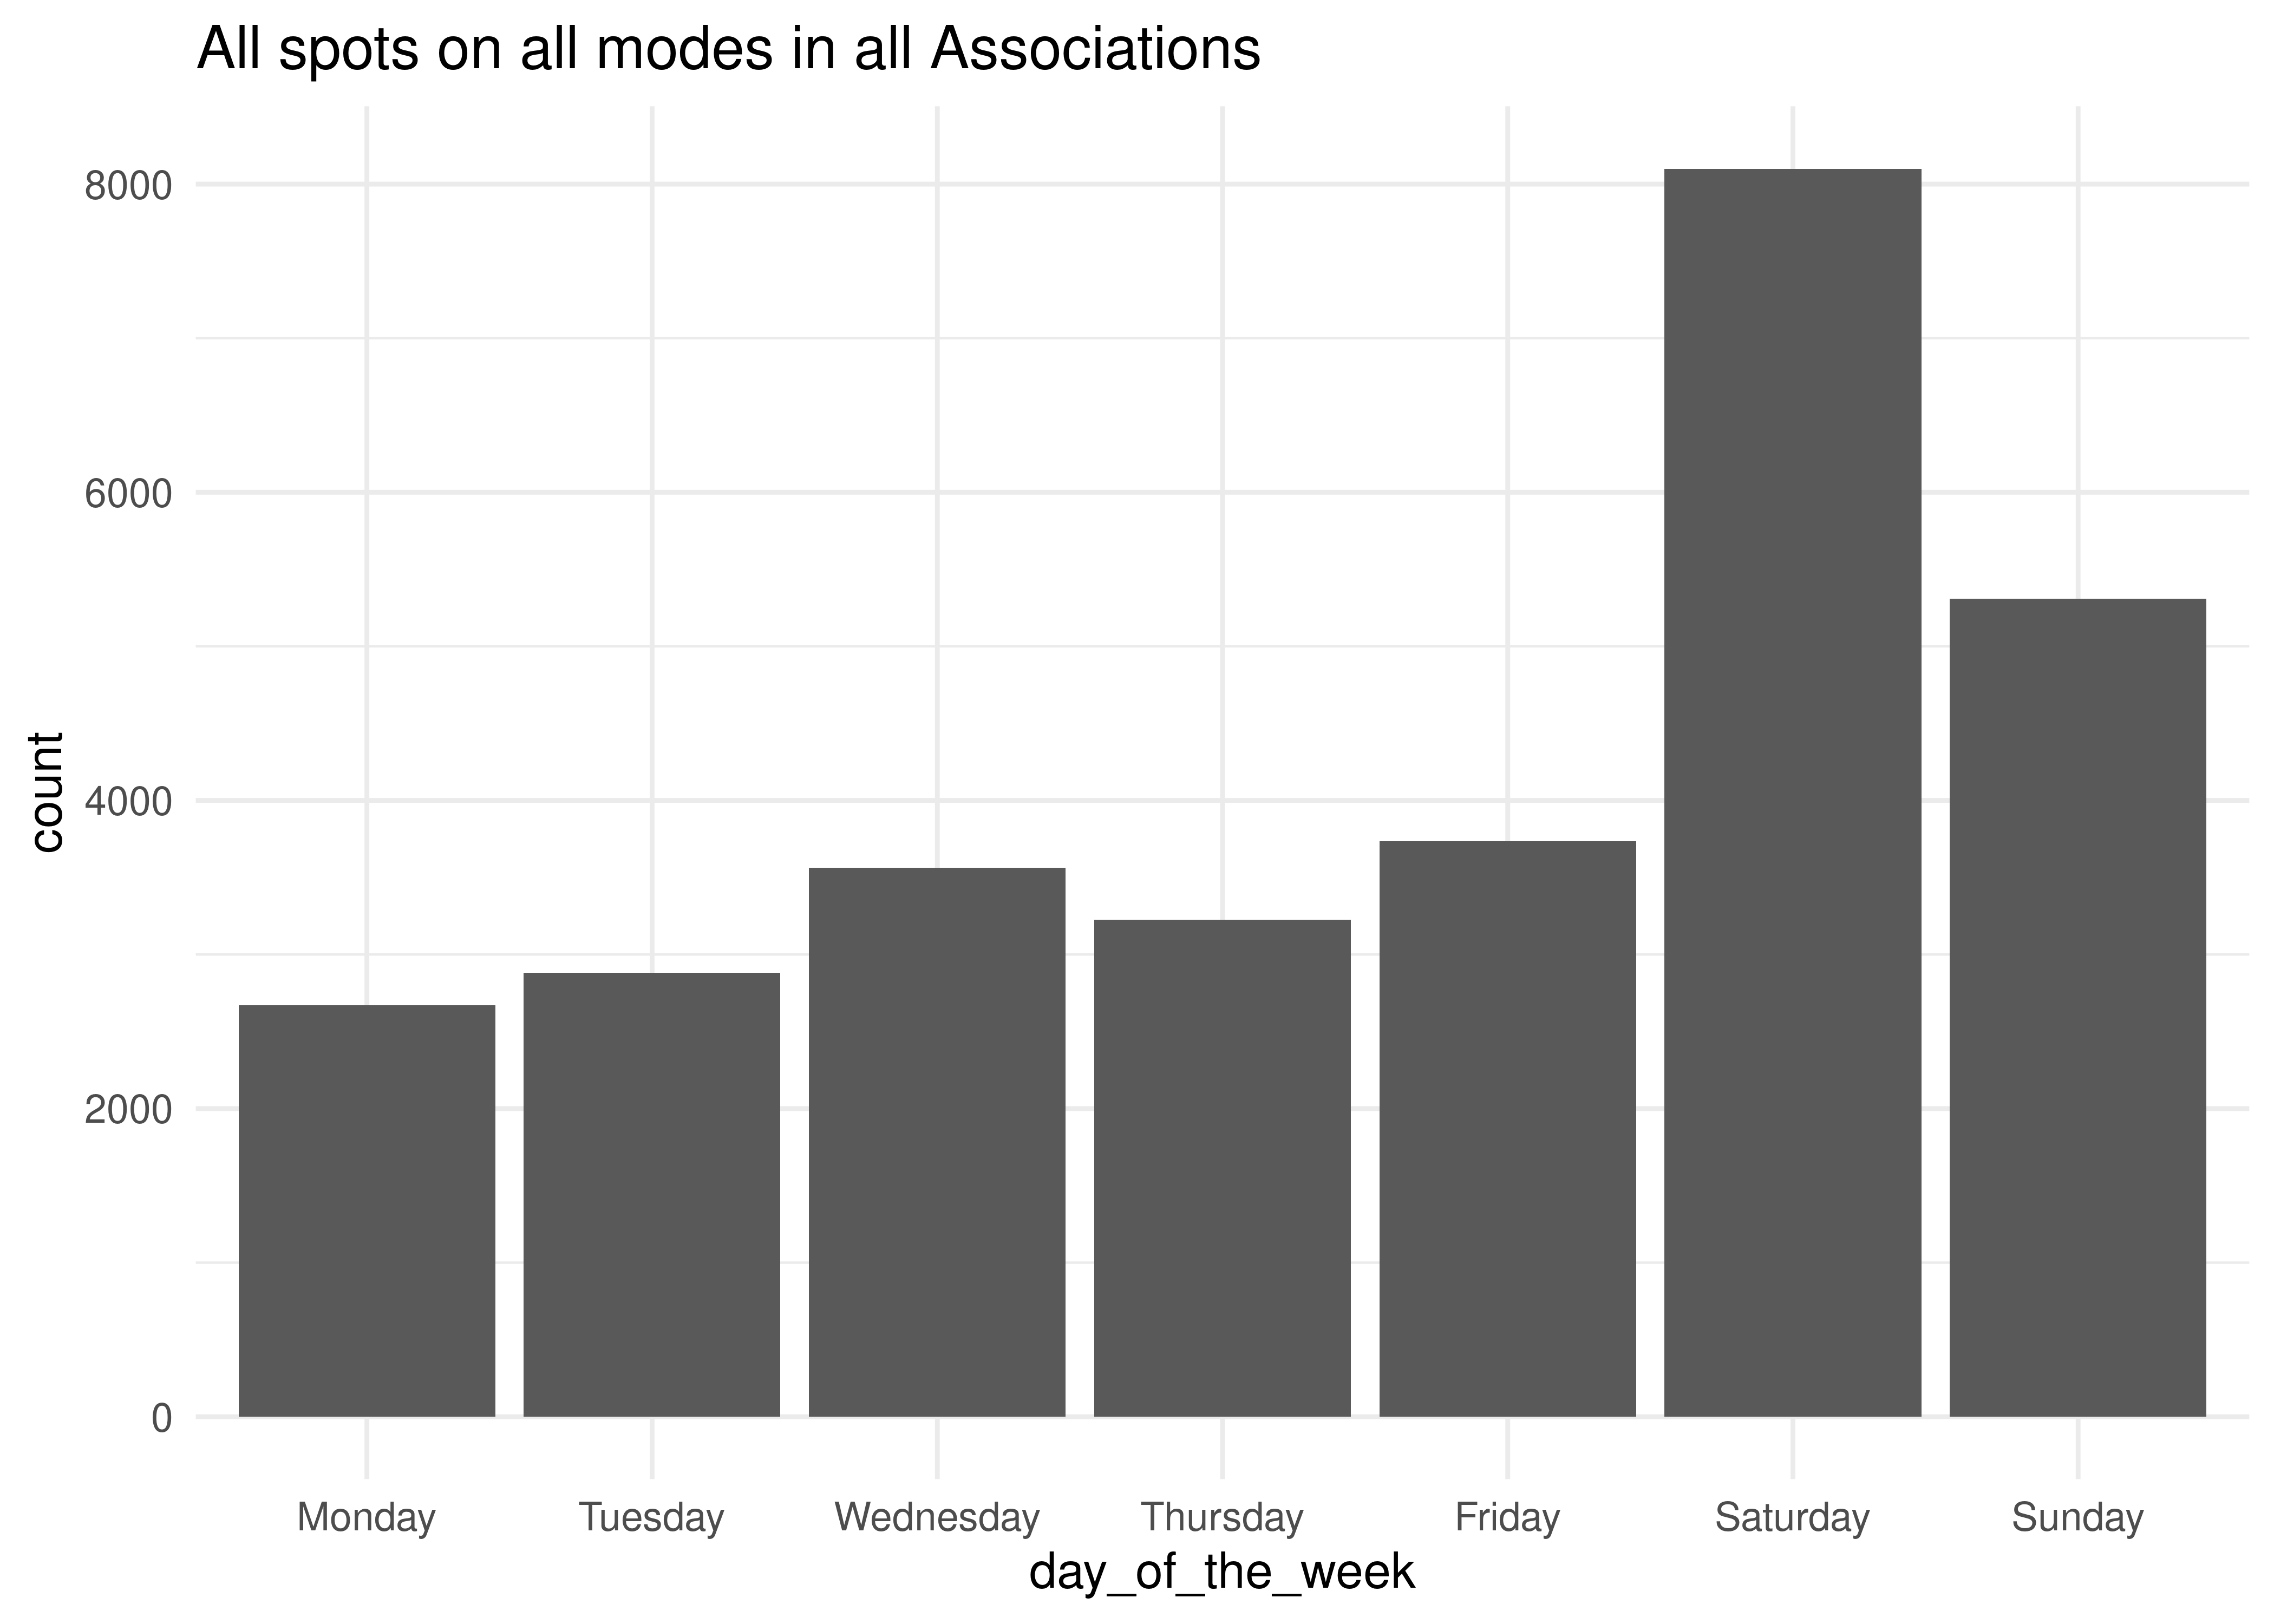 All spots on all modes in all Associations
count
8000
6000
4000
2000
0
Monday Tuesday Wednesday Thursday Friday Saturday Sunday
day_of_the_week